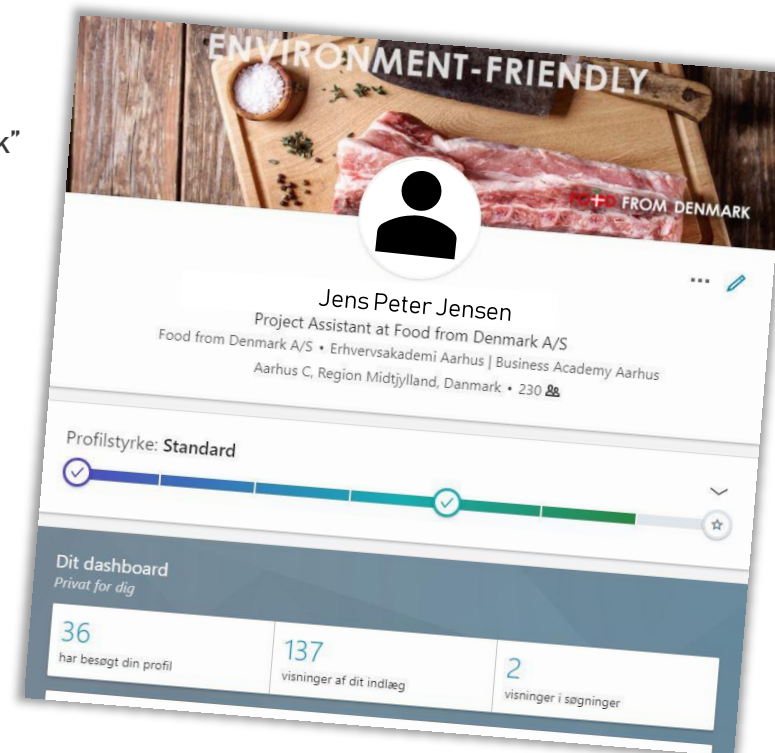 k”
ENVIRONMENT-FRIENDLY
FOOD FROM DENMARK
Jens Peter Jensen
Project Assistant at Food from Denmark A/S
Food from Denmark A/S • Erhvervsakademi Aarhus | Business Academy Aarhus
Aarhus C, Region Midtjylland, Danmark • 230
Profilstyrke: Standard
Dit dashboard
Privat for dig
36
har besøgt din profil
137
visninger af dit indlæg
2
visninger i søgninger